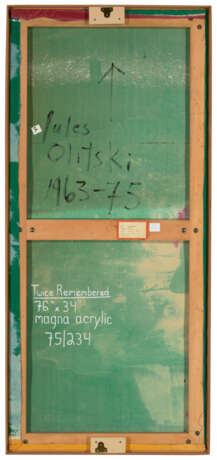 Jules
Olitski
1963-75
Twice Remembered
76" x 34"
magna acrylic
75/234